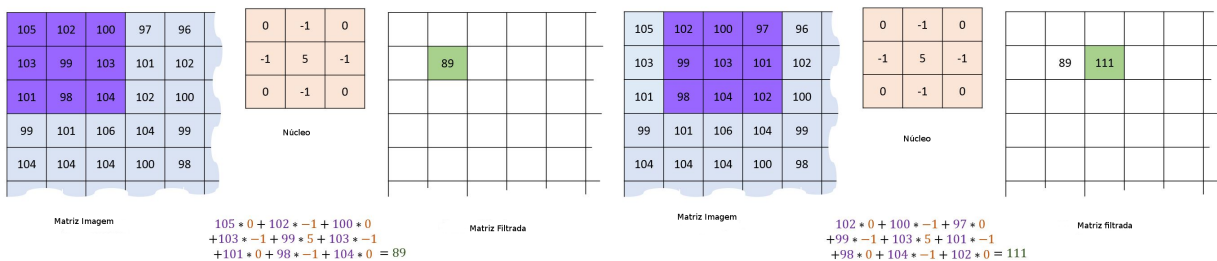 105 102 100 97 96
103 99 103 101 102
101 98 104 102 100
99 101 106 104 99
104 104 104 100 98
Matriz Imagem
0 -1 0
-1 5 -1
0 -1 0
Núcleo
89
Matriz Filtrada
105 * 0 + 102 * −1 + 100 * 0
+103 * −1 + 99 * 5 + 103 * −1
+101 * 0 + 98 * −1 + 104 * 0 = 89
105 102 100 97 96
103 99 103 101 102
101 98 104 102 100
99 101 106 104 99
104 104 104 100 98
Matriz Imagem
0 -1 0
-1 5 -1
0 -1 0
Núcleo
89 111
Matriz filtrada
102 * 0 + 100 * −1 + 97 * 0
+99 * −1 + 103 * 5 + 101 * −1
+98 * 0 + 104 * −1 + 102 * 0 = 111